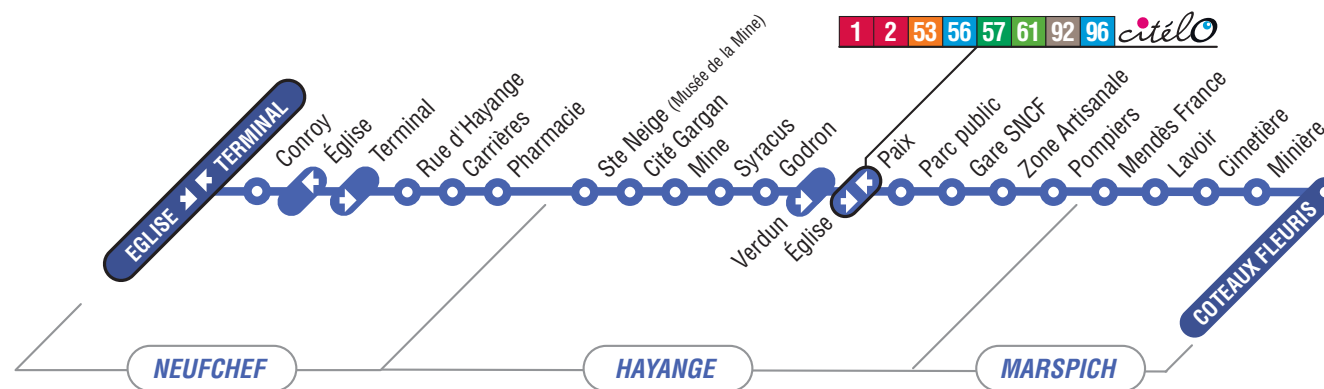 1 2 53 56 57 61 92 96 citélo
EGLISE TERMINAL
Conroy
Église
Terminal
Rue d'Hayange
Carrières
Pharmacie
Ste Neige (Musée de la Mine)
Cité Gargan
Mine
Syracus
Godron
Verdun
Église
Paix
Parc public
Gare SNCF
Zone Artisanale
Pompiers
Mendès France
Lavoir
Cimetière
Minière
COTEAUX FLEURIS
NEUFCHEF
HAYANGE
MARSPICH